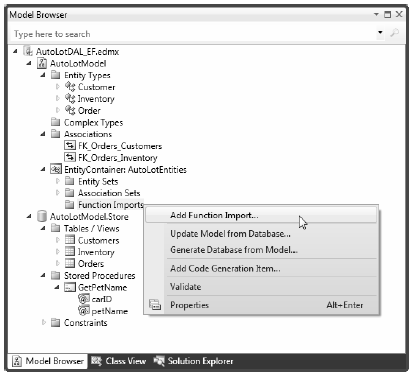 Model Browser
Type here to search
AutoLotDAL_EF.edmx
AutoLotModel
Entity Types
Customer
Inventory
Order
Complex Types
Associations
FK_Orders_Customers
FK_Orders_Inventory
EntityContainer: AutoLotEntities
Entity Sets
Association Sets
Function Imports
AutoLotModel.Store
Tables / Views
Customers
Inventory
Orders
Stored Procedures
GetPetName
carID
petName
Constraints
Add Function Import...
Update Model from Database...
Generate Database from Model...
Add Code Generation Item...
Validate
Properties Alt+Enter
Model Browser Class View Solution Explorer